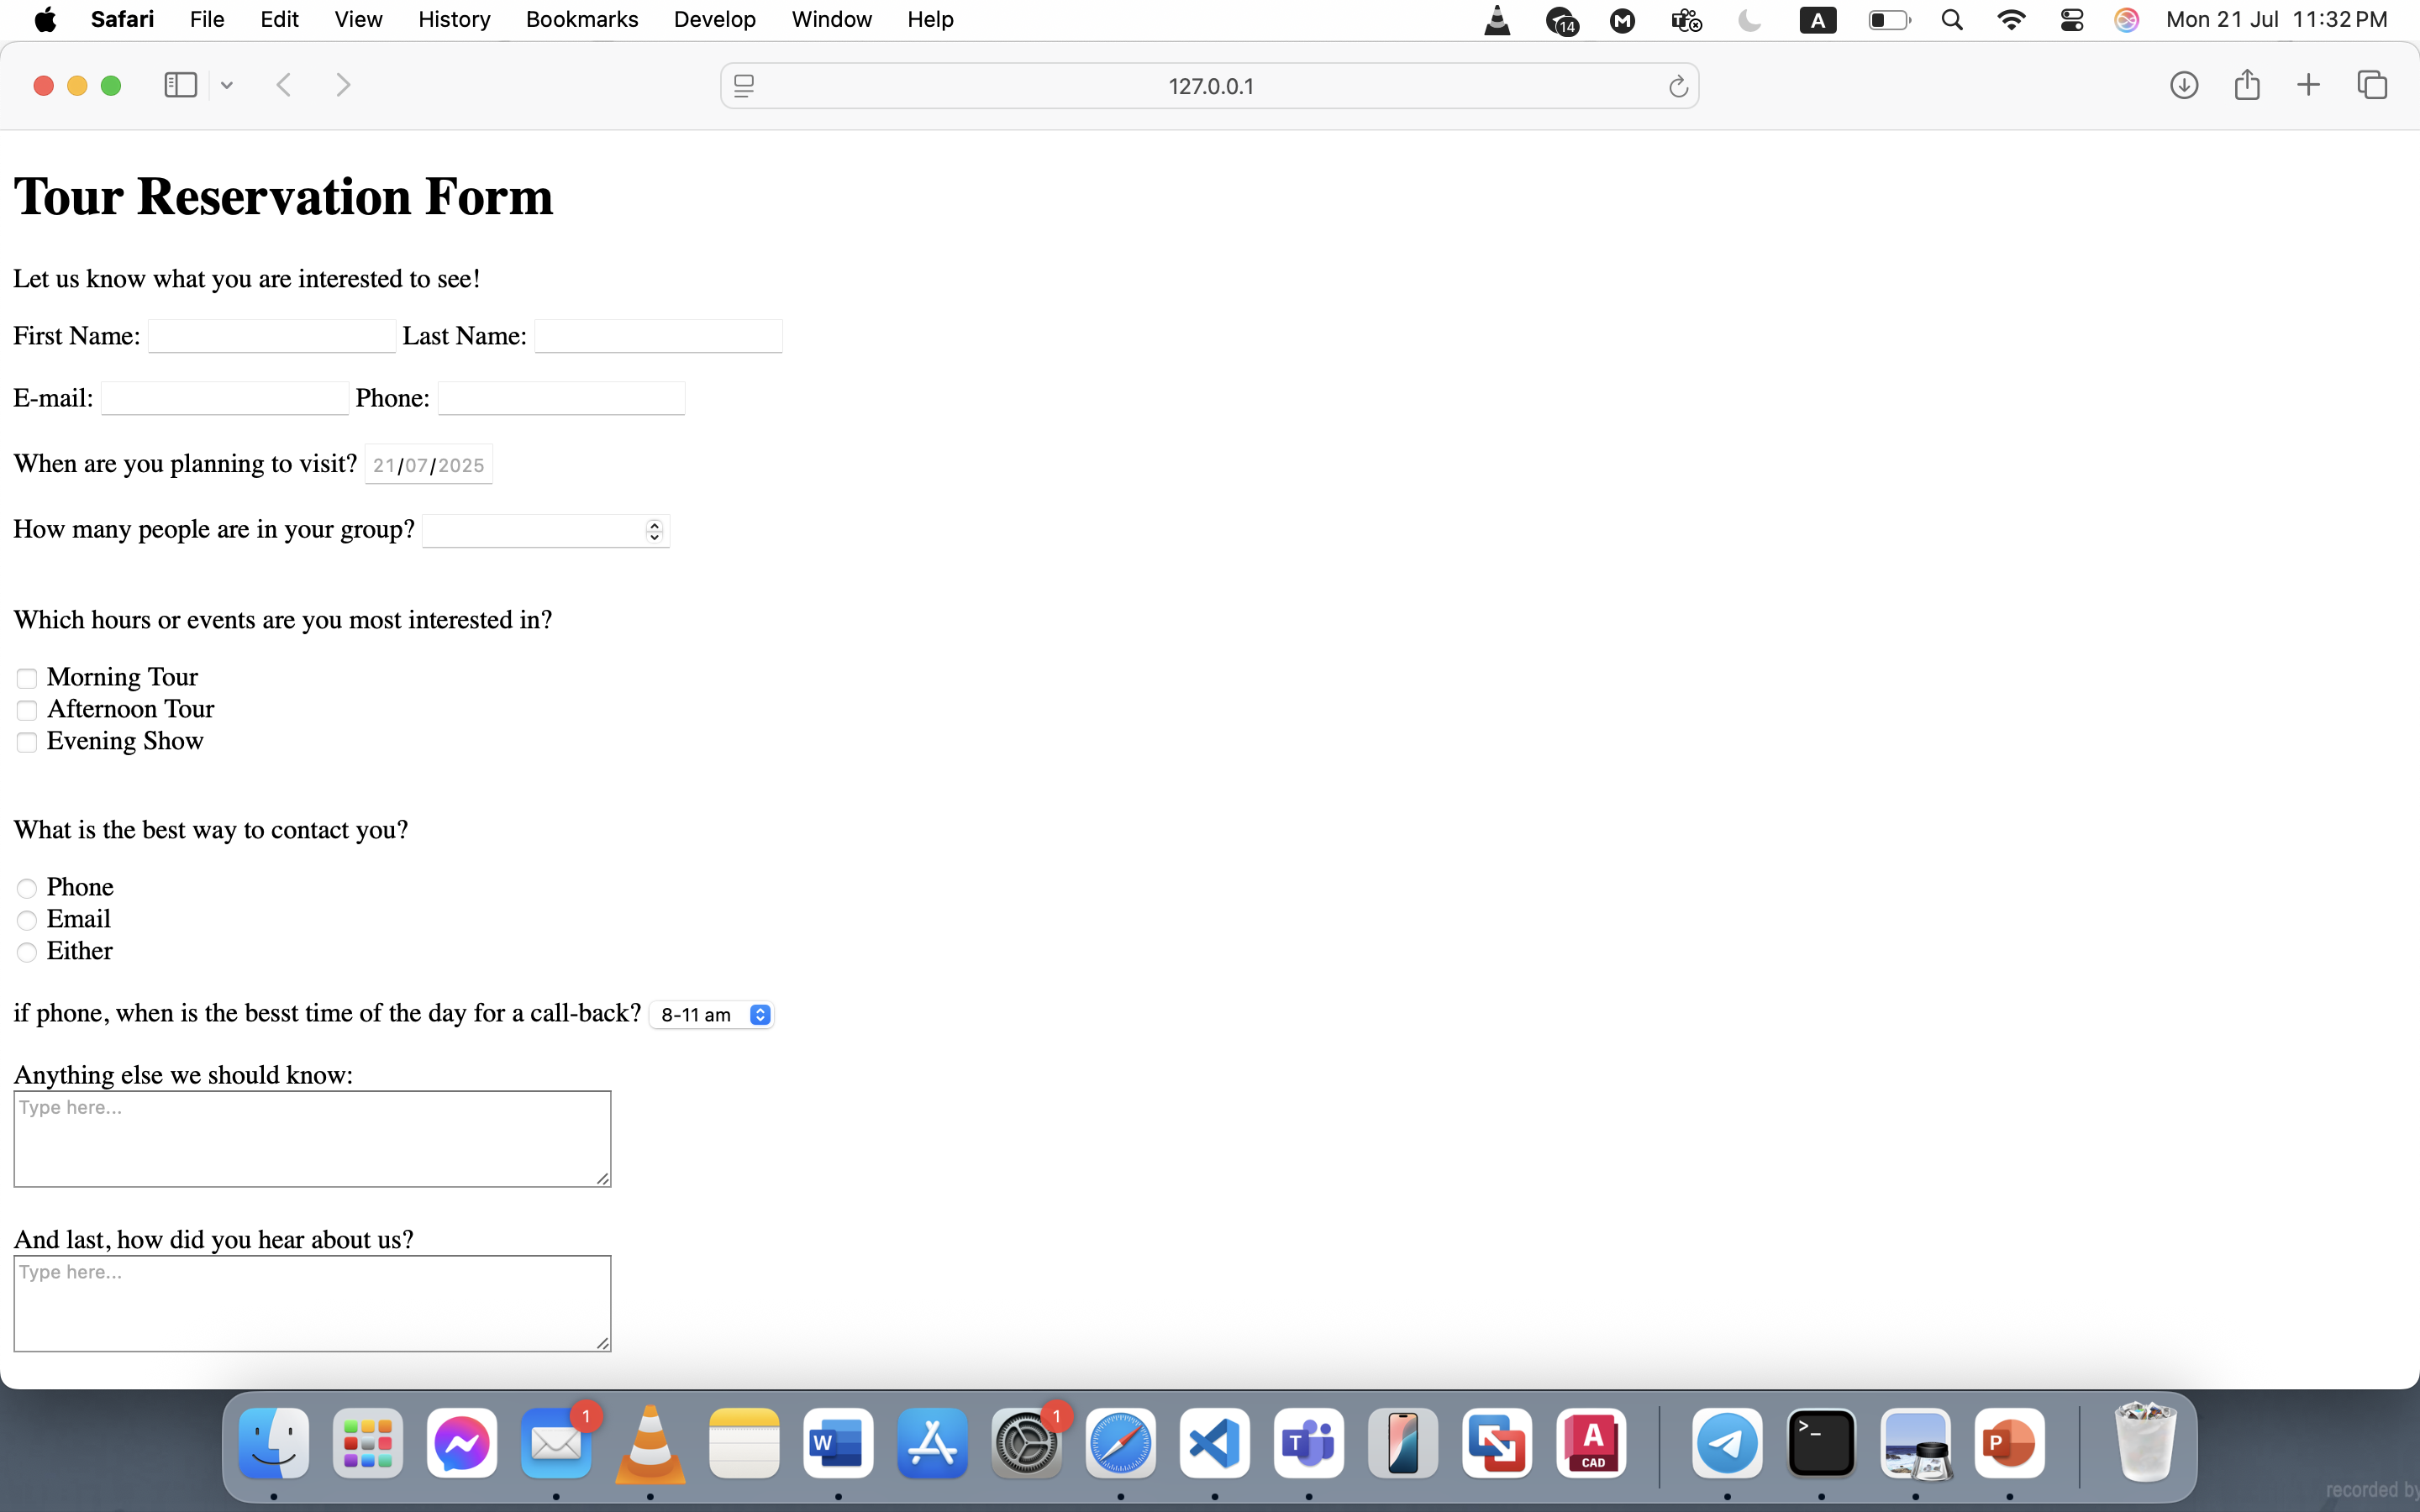 Safari File Edit View History Bookmarks Develop Window Help 14 M T A Mon 21 Jul 11:32 PM
127.0.0.1
Tour Reservation Form
Let us know what you are interested to see!
First Name: Last Name:
E-mail: Phone:
When are you planning to visit? 21/07/2025
How many people are in your group?
Which hours or events are you most interested in?
Morning Tour
Afternoon Tour
Evening Show
What is the best way to contact you?
Phone
Email
Either
if phone, when is the besst time of the day for a call-back? 8-11 am
Anything else we should know:
Type here...
And last, how did you hear about us?
Type here...
1 W 1 T A CAD >_ P
recorded by